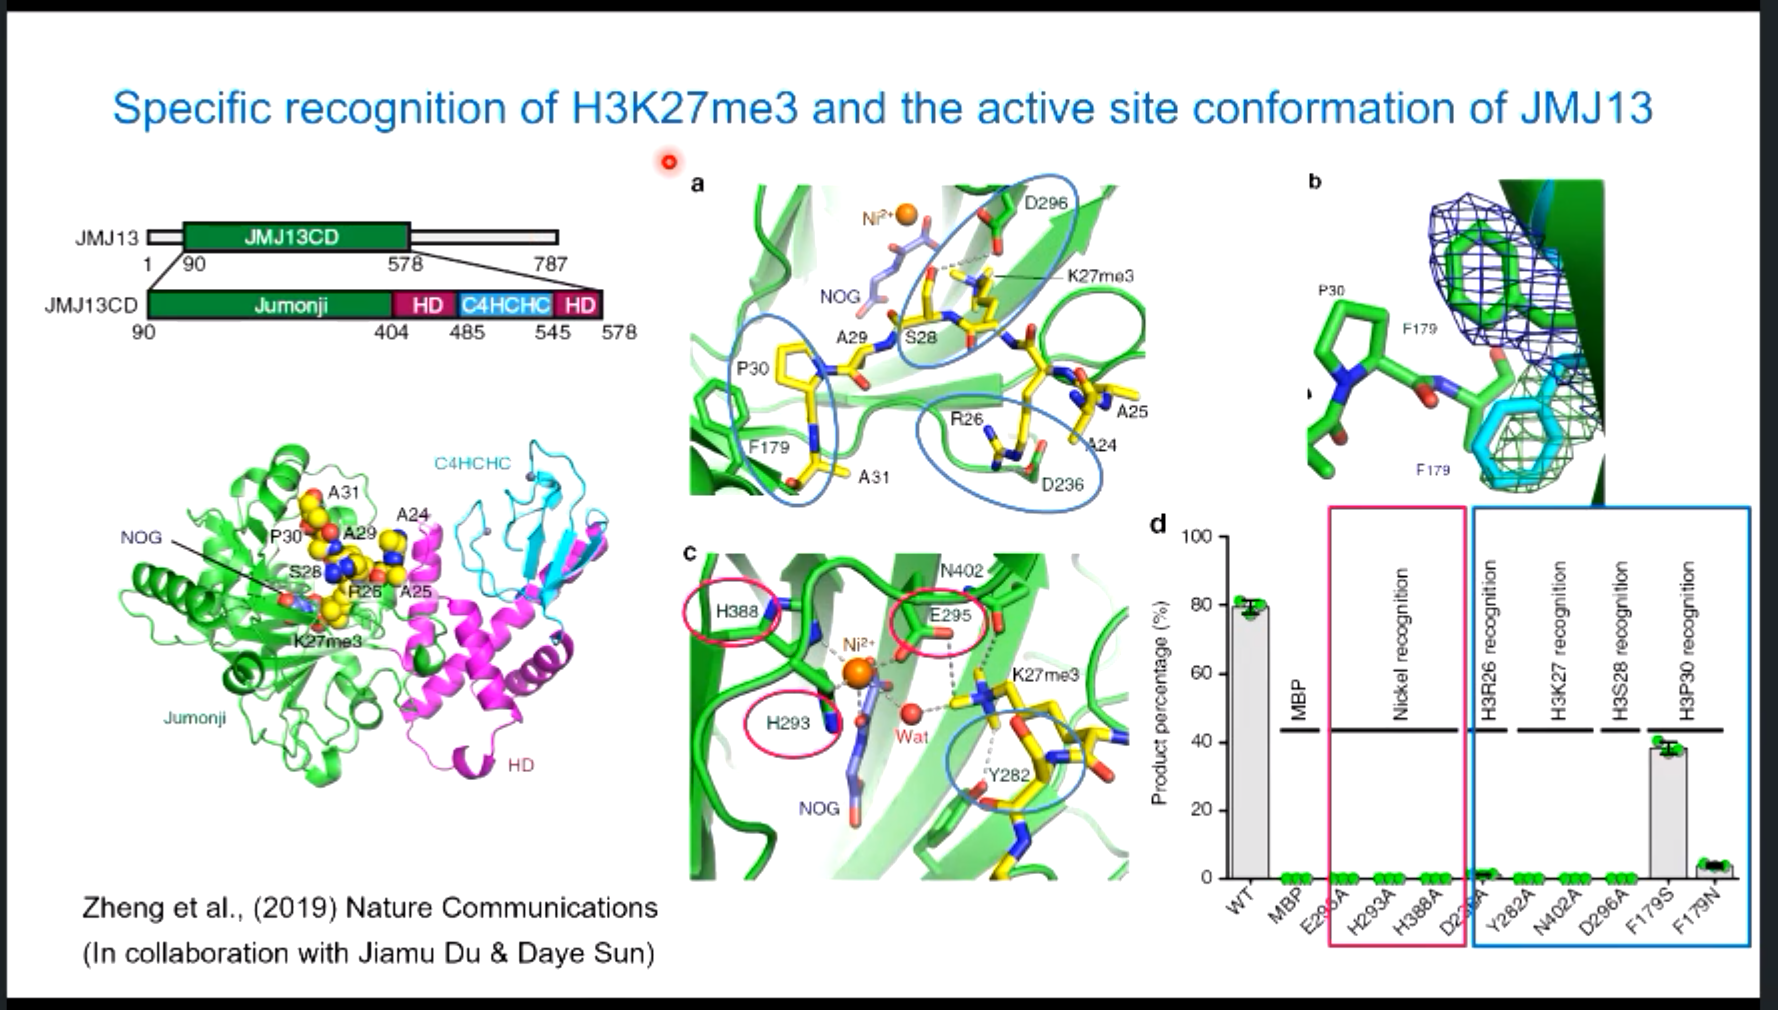 Specific recognition of H3K27me3 and the active site conformation of JMJ13
JMJ13
JMJ13CD
1
90
578
787
JMJ13CD
Jumonji
HD
C4HCHC
HD
90
404
485
545
578
C4HCHC
A31
A24
NOG
P30
A29
S28
R26
A25
K27me3
Jumonji
HD
a
Ni2+
D296
K27me3
NOG
A29
S28
P30
R26
A25
A24
F179
A31
D236
b
P30
F179
F179
c
N402
H388
E295
Ni2+
K27me3
H293
Wat
Y282
NOG
d
Product percentage (%)
100
80
60
40
20
0
MBP
Nickel recognition
H3R26 recognition
H3K27 recognition
H3S28 recognition
H3P30 recognition
WT
MBP
E295A
H293A
H388A
D236A
Y282A
N402A
D296A
F179S
F179N
Zheng et al., (2019) Nature Communications
(In collaboration with Jiamu Du & Daye Sun)